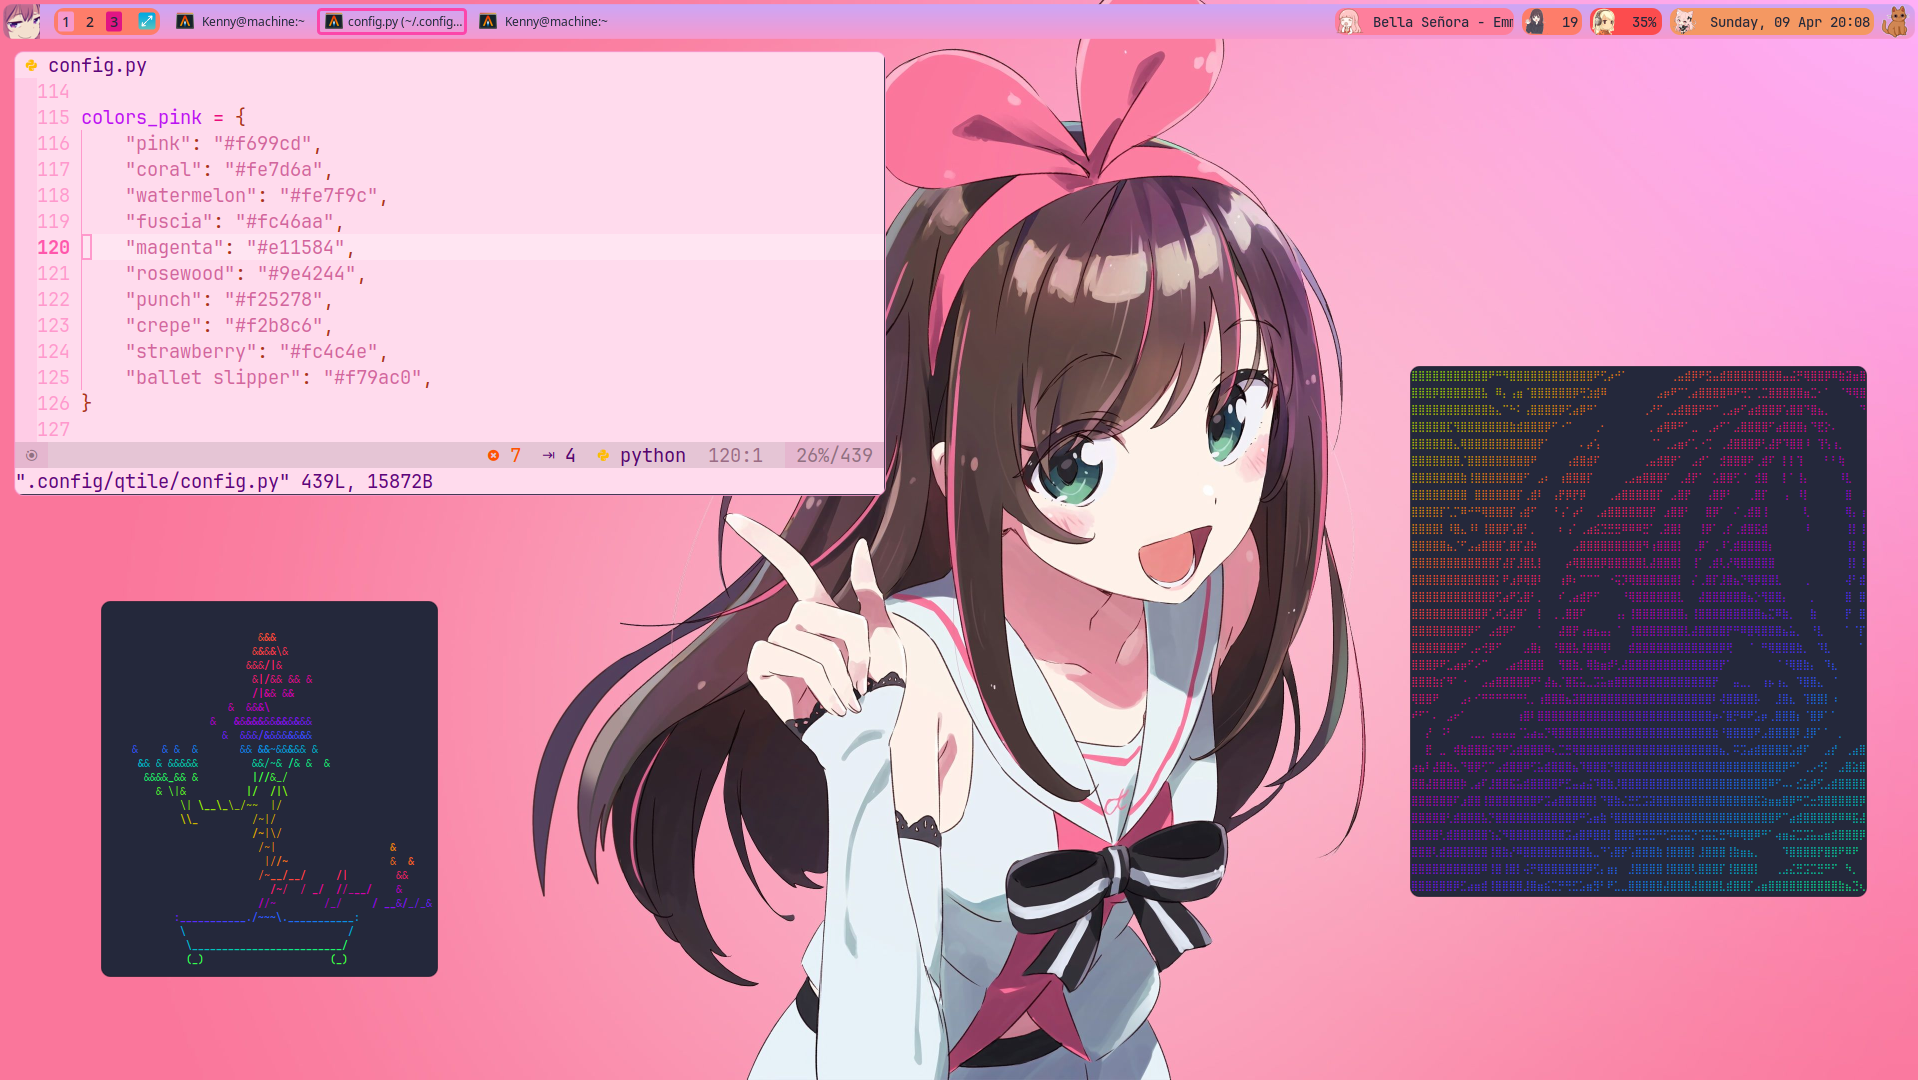 1 2 3
Kenny@machine:~
config.py (~/.config...
Kenny@machine:~
Bella Señora - Emm
19
35%
Sunday, 09 Apr 20:08
config.py
114
115 colors_pink = {
116     "pink": "#f699cd",
117     "coral": "#fe7d6a",
118     "watermelon": "#fe7f9c",
119     "fuscia": "#fc46aa",
120     "magenta": "#e11584",
121     "rosewood": "#9e4244",
122     "punch": "#f25278",
123     "crepe": "#f2b8c6",
124     "strawberry": "#fc4c4e",
125     "ballet slipper": "#f79ac0",
126 }
127
7 4 python 120:1 26%/439
".config/qtile/config.py" 439L, 15872B